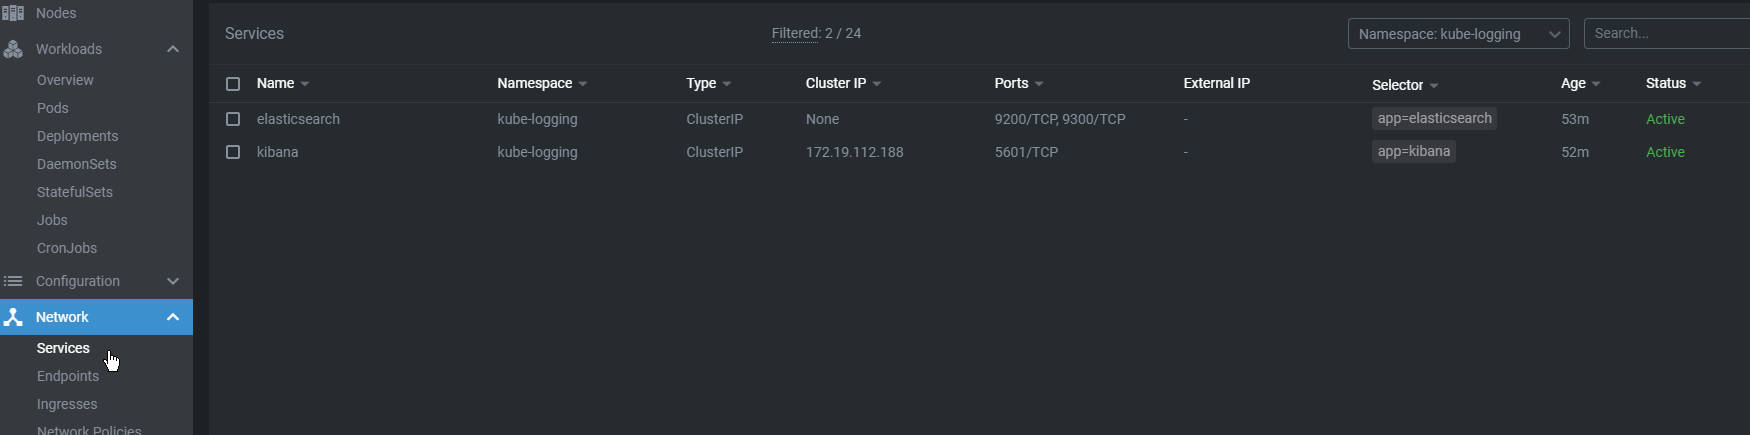 Nodes
Workloads
Overview
Pods
Deployments
DaemonSets
StatefulSets
Jobs
CronJobs
Configuration
Network
Services
Endpoints
Ingresses
Network Policies
Services Filtered: 2 / 24 Namespace: kube-logging Search...
Name Namespace Type Cluster IP Ports External IP Selector Age Status
elasticsearch kube-logging ClusterIP None 9200/TCP, 9300/TCP - app=elasticsearch 53m Active
kibana kube-logging ClusterIP 172.19.112.188 5601/TCP - app=kibana 52m Active